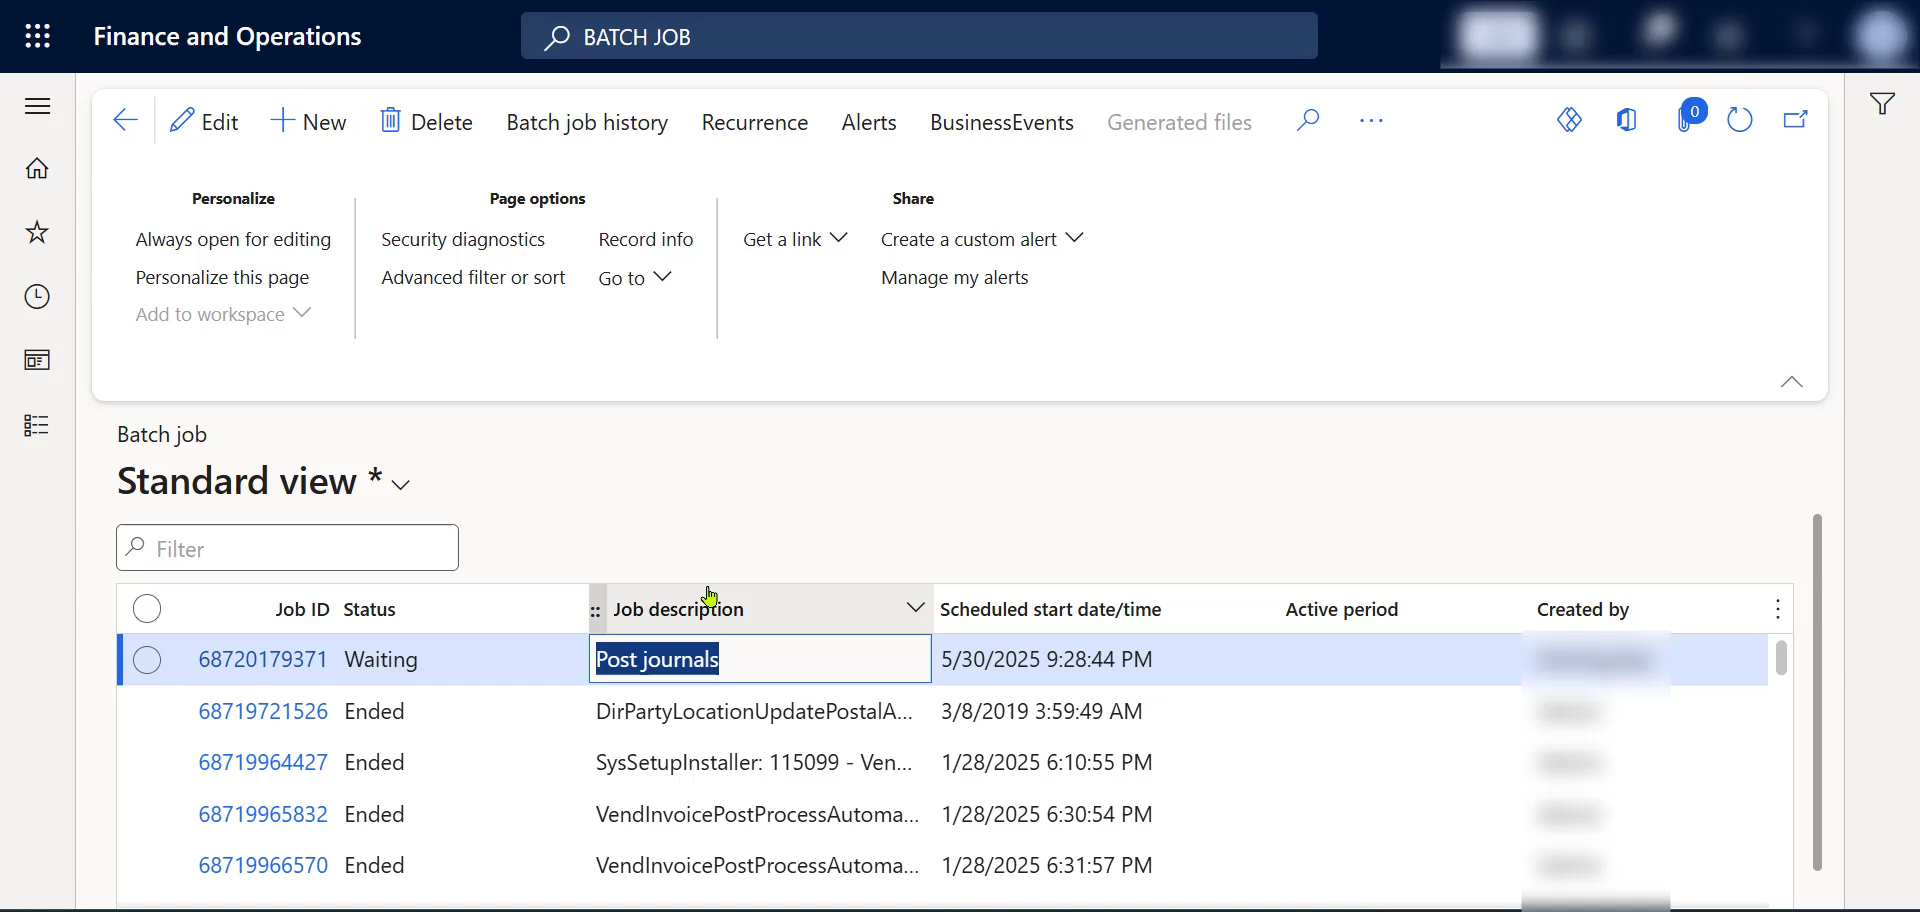 Finance and Operations
BATCH JOB
Edit New Delete Batch job history Recurrence Alerts BusinessEvents Generated files ... 0
Personalize
Always open for editing
Personalize this page
Add to workspace
Page options
Security diagnostics Record info
Advanced filter or sort Go to
Share
Get a link Create a custom alert
Manage my alerts
Batch job
Standard view *
Filter
Job ID Status Job description Scheduled start date/time Active period Created by
68720179371 Waiting Post journals 5/30/2025 9:28:44 PM
68719721526 Ended DirPartyLocationUpdatePostalA... 3/8/2019 3:59:49 AM
68719964427 Ended SysSetupInstaller: 115099 - Ven... 1/28/2025 6:10:55 PM
68719965832 Ended VendInvoicePostProcessAutoma... 1/28/2025 6:30:54 PM
68719966570 Ended VendInvoicePostProcessAutoma... 1/28/2025 6:31:57 PM